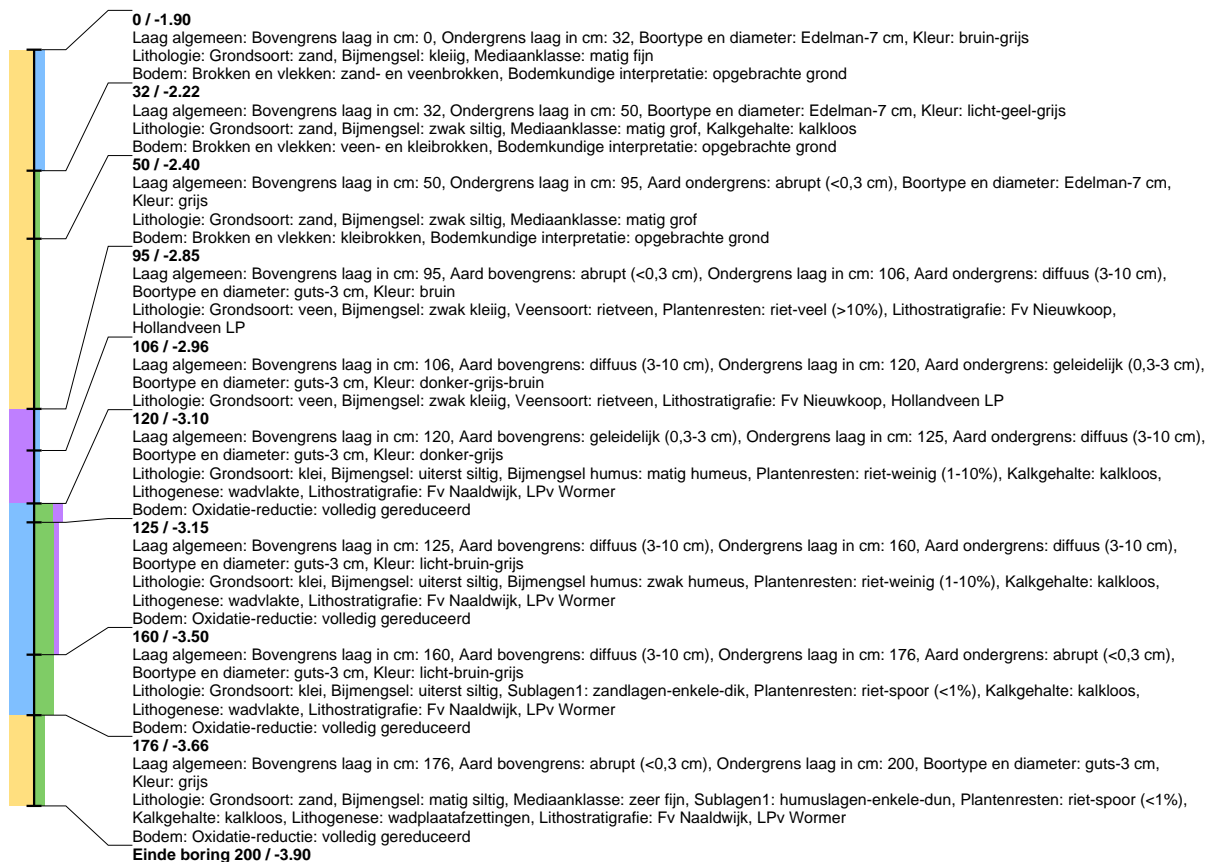 0 / -1.90
Laag algemeen: Bovengrens laag in cm: 0, Ondergrens laag in cm: 32, Boortype en diameter: Edelman-7 cm, Kleur: bruin-grijs
Lithologie: Grondsoort: zand, Bijmengsel: kleiig, Mediaanklasse: matig fijn
Bodem: Brokken en vlekken: zand- en veenbrokken, Bodemkundige interpretatie: opgebrachte grond
32 / -2.22
Laag algemeen: Bovengrens laag in cm: 32, Ondergrens laag in cm: 50, Boortype en diameter: Edelman-7 cm, Kleur: licht-geel-grijs
Lithologie: Grondsoort: zand, Bijmengsel: zwak siltig, Mediaanklasse: matig grof, Kalkgehalte: kalkloos
Bodem: Brokken en vlekken: veen- en kleibrokken, Bodemkundige interpretatie: opgebrachte grond
50 / -2.40
Laag algemeen: Bovengrens laag in cm: 50, Ondergrens laag in cm: 95, Aard ondergrens: abrupt (<0,3 cm), Boortype en diameter: Edelman-7 cm,
Kleur: grijs
Lithologie: Grondsoort: zand, Bijmengsel: zwak siltig, Mediaanklasse: matig grof
Bodem: Brokken en vlekken: kleibrokken, Bodemkundige interpretatie: opgebrachte grond
95 / -2.85
Laag algemeen: Bovengrens laag in cm: 95, Aard bovengrens: abrupt (<0,3 cm), Ondergrens laag in cm: 106, Aard ondergrens: diffuus (3-10 cm),
Boortype en diameter: guts-3 cm, Kleur: bruin
Lithologie: Grondsoort: veen, Bijmengsel: zwak kleiig, Veensoort: rietveen, Plantenresten: riet-veel (>10%), Lithostratigrafie: Fv Nieuwkoop,
Hollandveen LP
106 / -2.96
Laag algemeen: Bovengrens laag in cm: 106, Aard bovengrens: diffuus (3-10 cm), Ondergrens laag in cm: 120, Aard ondergrens: geleidelijk (0,3-3 cm),
Boortype en diameter: guts-3 cm, Kleur: donker-grijs-bruin
Lithologie: Grondsoort: veen, Bijmengsel: zwak kleiig, Veensoort: rietveen, Lithostratigrafie: Fv Nieuwkoop, Hollandveen LP
120 / -3.10
Laag algemeen: Bovengrens laag in cm: 120, Aard bovengrens: geleidelijk (0,3-3 cm), Ondergrens laag in cm: 125, Aard ondergrens: diffuus (3-10 cm),
Boortype en diameter: guts-3 cm, Kleur: donker-grijs
Lithologie: Grondsoort: klei, Bijmengsel: uiterst siltig, Bijmengsel humus: matig humeus, Plantenresten: riet-weinig (1-10%), Kalkgehalte: kalkloos,
Lithogenese: wadvlakte, Lithostratigrafie: Fv Naaldwijk, LPv Wormer
Bodem: Oxidatie-reductie: volledig gereduceerd
125 / -3.15
Laag algemeen: Bovengrens laag in cm: 125, Aard bovengrens: diffuus (3-10 cm), Ondergrens laag in cm: 160, Aard ondergrens: diffuus (3-10 cm),
Boortype en diameter: guts-3 cm, Kleur: licht-bruin-grijs
Lithologie: Grondsoort: klei, Bijmengsel: uiterst siltig, Bijmengsel humus: zwak humeus, Plantenresten: riet-weinig (1-10%), Kalkgehalte: kalkloos,
Lithogenese: wadvlakte, Lithostratigrafie: Fv Naaldwijk, LPv Wormer
Bodem: Oxidatie-reductie: volledig gereduceerd
160 / -3.50
Laag algemeen: Bovengrens laag in cm: 160, Aard bovengrens: diffuus (3-10 cm), Ondergrens laag in cm: 176, Aard ondergrens: abrupt (<0,3 cm),
Boortype en diameter: guts-3 cm, Kleur: licht-bruin-grijs
Lithologie: Grondsoort: klei, Bijmengsel: uiterst siltig, Sublagen1: zandlagen-enkele-dik, Plantenresten: riet-spoor (<1%), Kalkgehalte: kalkloos,
Lithogenese: wadvlakte, Lithostratigrafie: Fv Naaldwijk, LPv Wormer
Bodem: Oxidatie-reductie: volledig gereduceerd
176 / -3.66
Laag algemeen: Bovengrens laag in cm: 176, Aard bovengrens: abrupt (<0,3 cm), Ondergrens laag in cm: 200, Boortype en diameter: guts-3 cm,
Kleur: grijs
Lithologie: Grondsoort: zand, Bijmengsel: matig siltig, Mediaanklasse: zeer fijn, Sublagen1: humuslagen-enkele-dun, Plantenresten: riet-spoor (<1%),
Kalkgehalte: kalkloos, Lithogenese: wadplaatafzettingen, Lithostratigrafie: Fv Naaldwijk, LPv Wormer
Bodem: Oxidatie-reductie: volledig gereduceerd
Einde boring 200 / -3.90